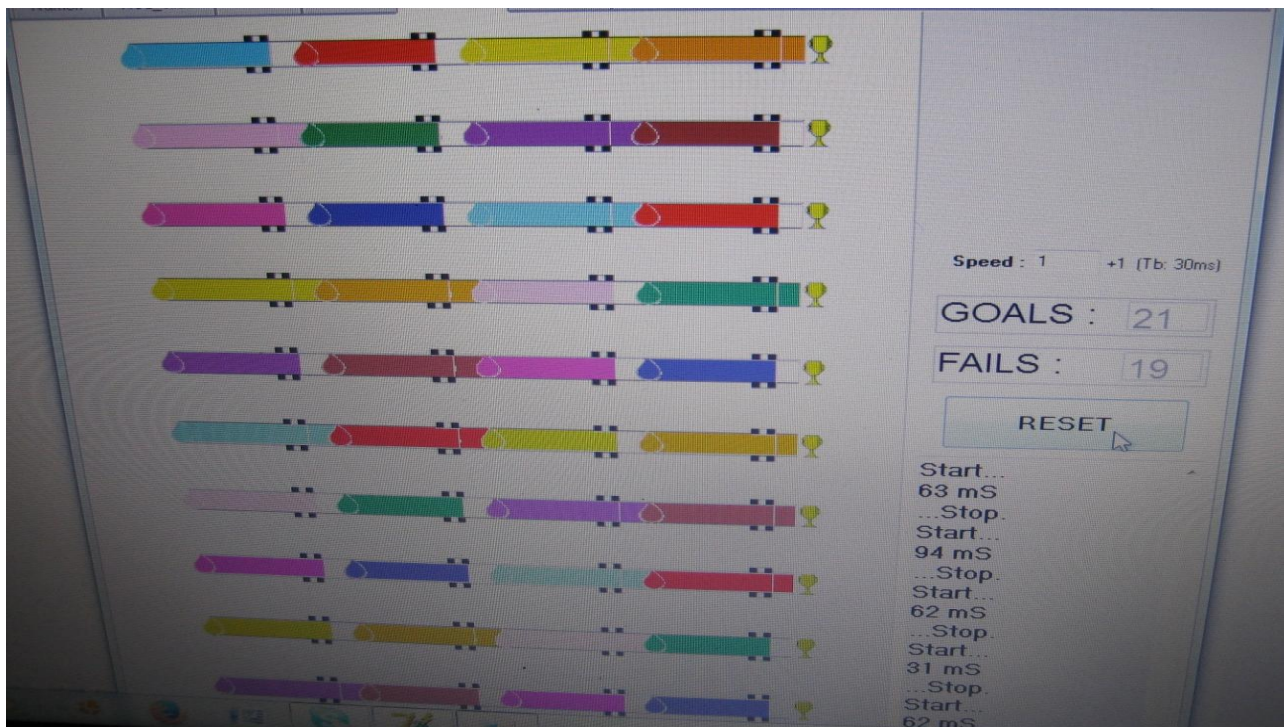 Speed : 1 +1 (Tb: 30ms)
GOALS : 21
FAILS : 19
RESET
Start...
63 mS
...Stop.
Start...
94 mS
...Stop.
Start...
62 mS
...Stop.
Start...
31 mS
...Stop.
Start...
62 mS